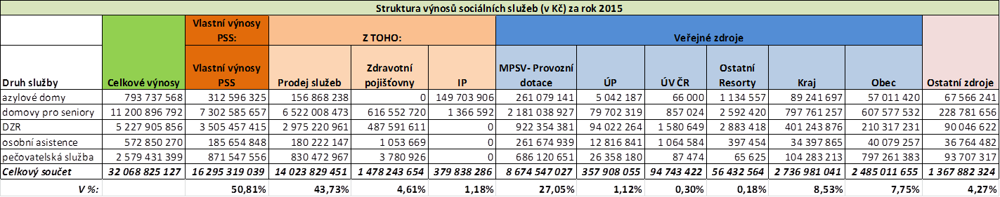 Struktura výnosů sociálních služeb (v Kč) za rok 2015
Vlastní výnosy PSS: Z TOHO: Veřejné zdroje
Druh služby Celkové výnosy Vlastní výnosy PSS Prodej služeb Zdravotní pojišťovny IP MPSV- Provozní dotace ÚP ÚV ČR Ostatní Resorty Kraj Obec Ostatní zdroje
azylové domy 793 737 568 312 596 325 156 868 238 0 149 703 906 261 079 141 5 042 187 66 000 1 134 557 89 241 697 57 011 420 67 566 241
domovy pro seniory 11 200 896 792 7 302 585 657 6 522 008 473 616 552 720 1 366 592 2 181 038 927 79 702 319 857 024 2 592 420 797 761 257 607 577 532 228 781 656
DZR 5 227 905 856 3 505 457 415 2 975 220 961 487 591 611 0 922 354 381 94 022 264 1 580 649 2 883 418 401 243 876 210 317 231 90 046 622
osobní asistence 572 850 270 185 654 848 180 222 147 1 053 669 0 261 674 939 12 816 841 1 064 584 397 454 34 397 865 40 079 257 36 764 482
pečovatelská služba 2 579 431 399 871 547 556 830 472 967 3 780 926 0 686 120 651 26 358 180 87 474 65 625 104 283 213 797 261 383 93 707 317
Celkový součet 32 068 825 127 16 295 319 039 14 023 829 451 1 478 243 654 379 838 286 8 674 547 027 357 908 055 94 743 422 56 432 564 2 736 981 041 2 485 011 655 1 367 882 324
V %: 50,81% 43,73% 4,61% 1,18% 27,05% 1,12% 0,30% 0,18% 8,53% 7,75% 4,27%